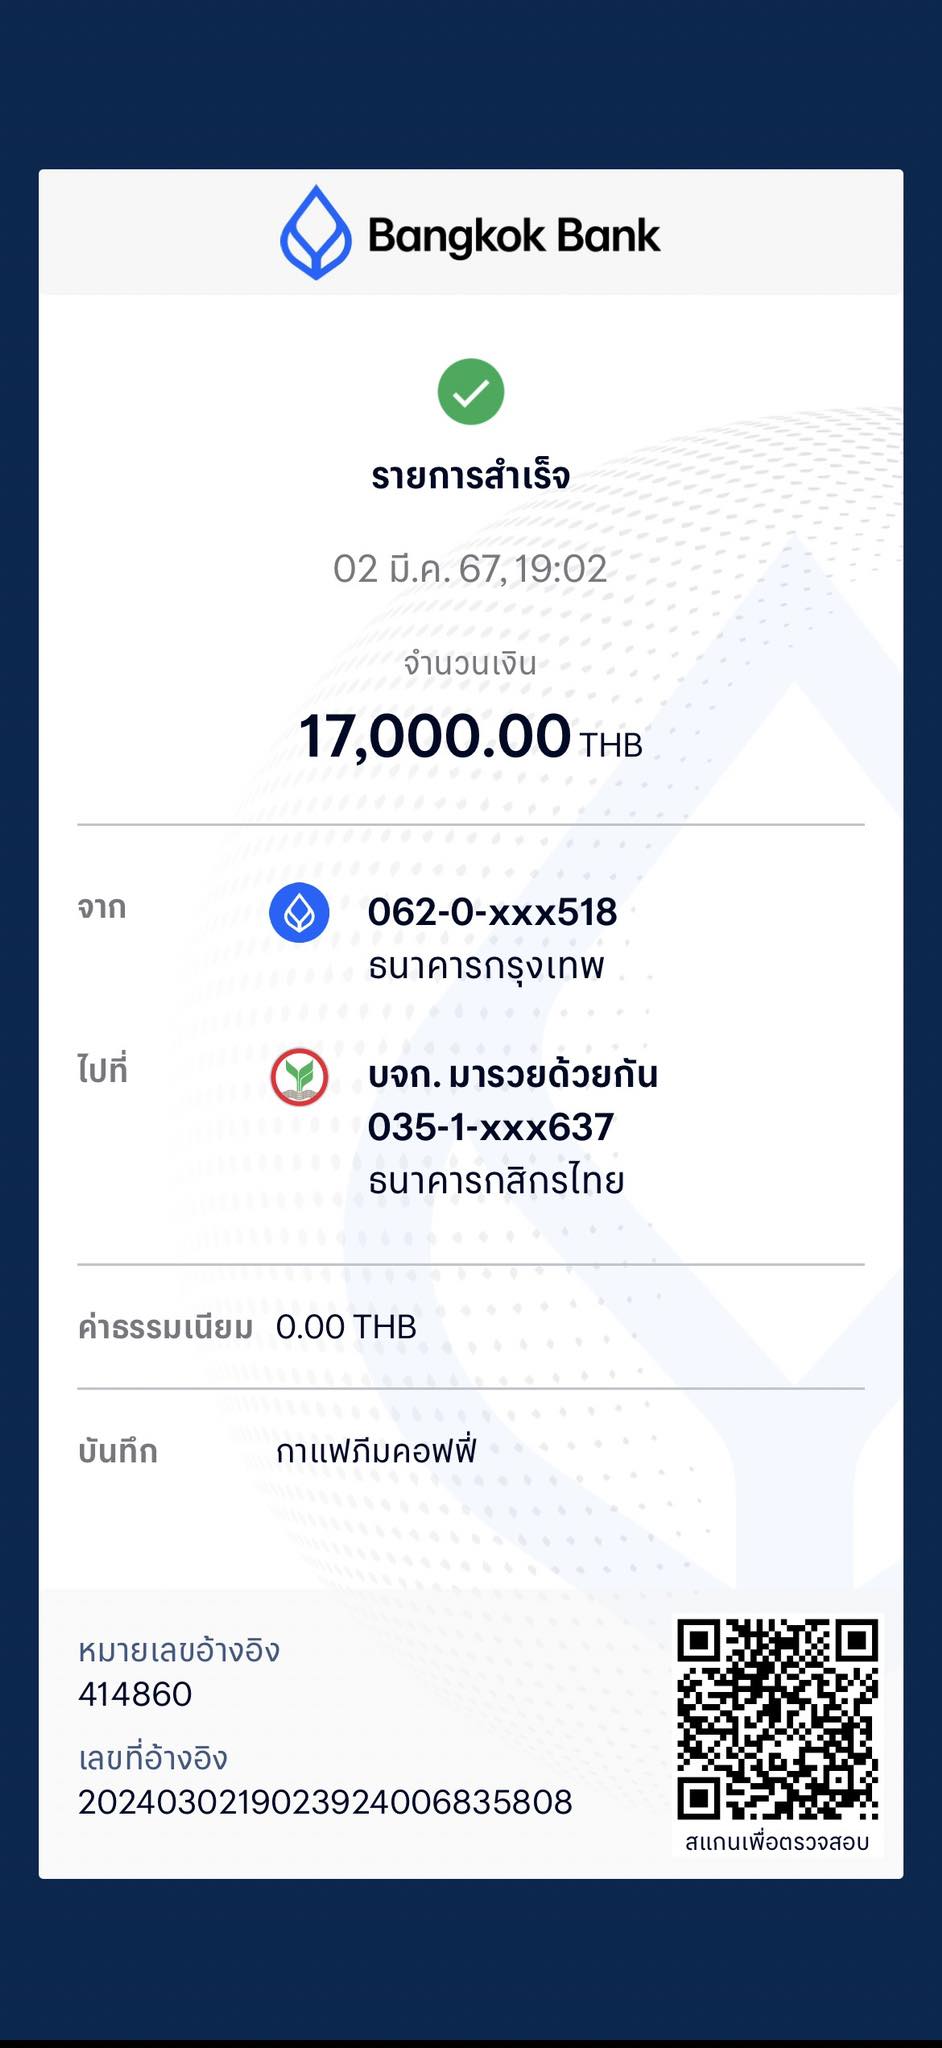 Bangkok Bank
รายการสำเร็จ
02 มี.ค. 67, 19:02
จำนวนเงิน
17,000.00 THB
จาก
062-0-xxx518
ธนาคารกรุงเทพ
ไปที่
บจก. มารวยด้วยกัน
035-1-xxx637
ธนาคารกสิกรไทย
ค่าธรรมเนียม 0.00 THB
บันทึก กาแฟภีมคอฟฟี่
หมายเลขอ้างอิง
414860
เลขที่อ้างอิง
2024030219023924006835808
สแกนเพื่อตรวจสอบ